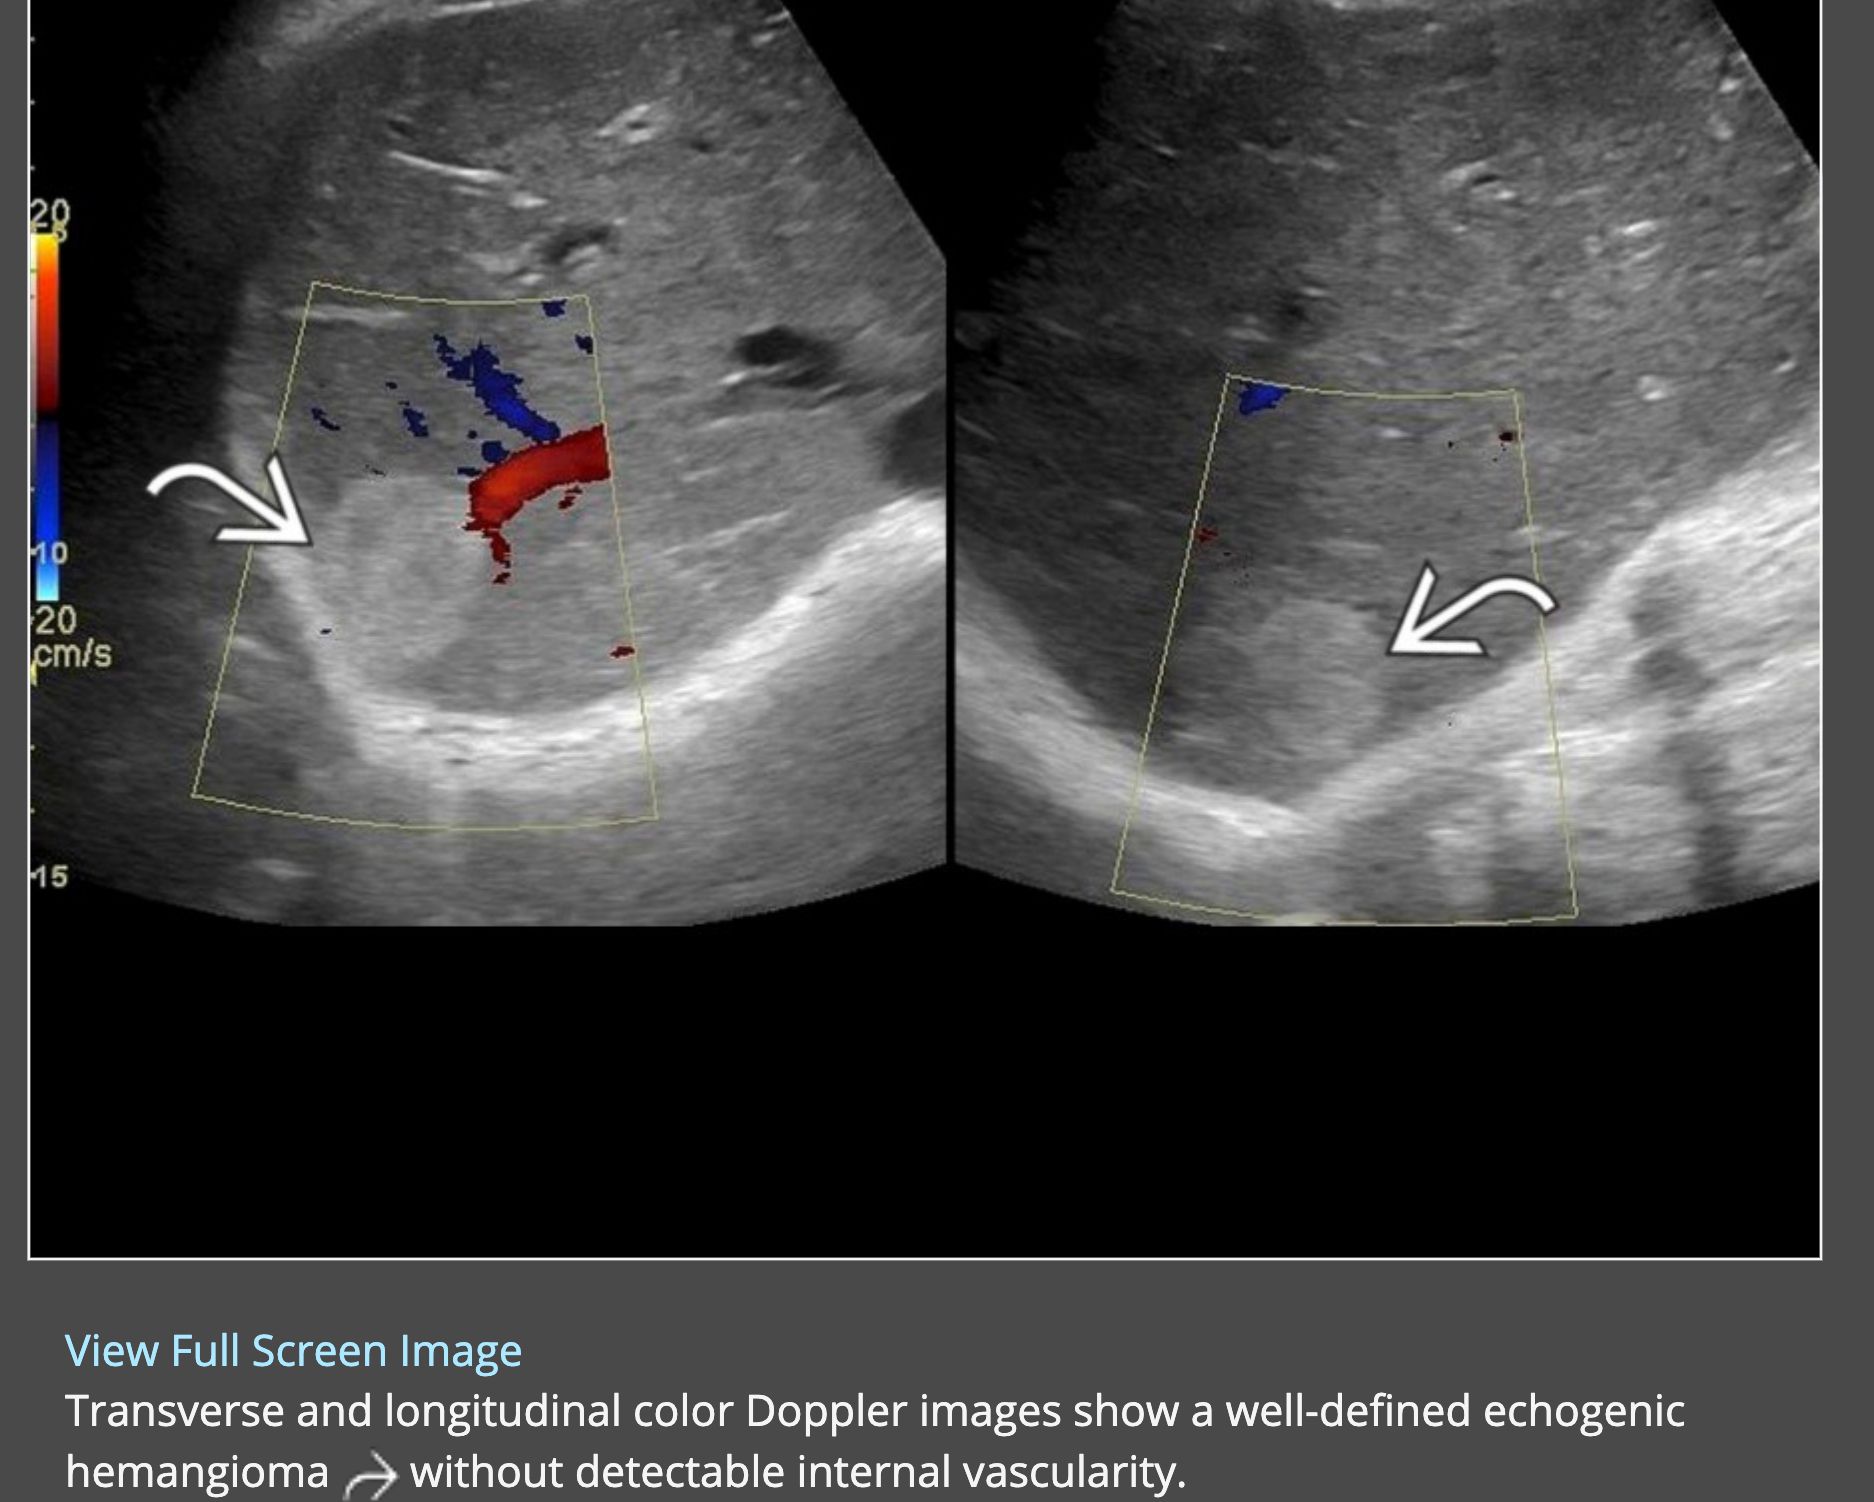 20
10
20
cm/s
15
View Full Screen Image
Transverse and longitudinal color Doppler images show a well-defined echogenic
hemangioma without detectable internal vascularity.